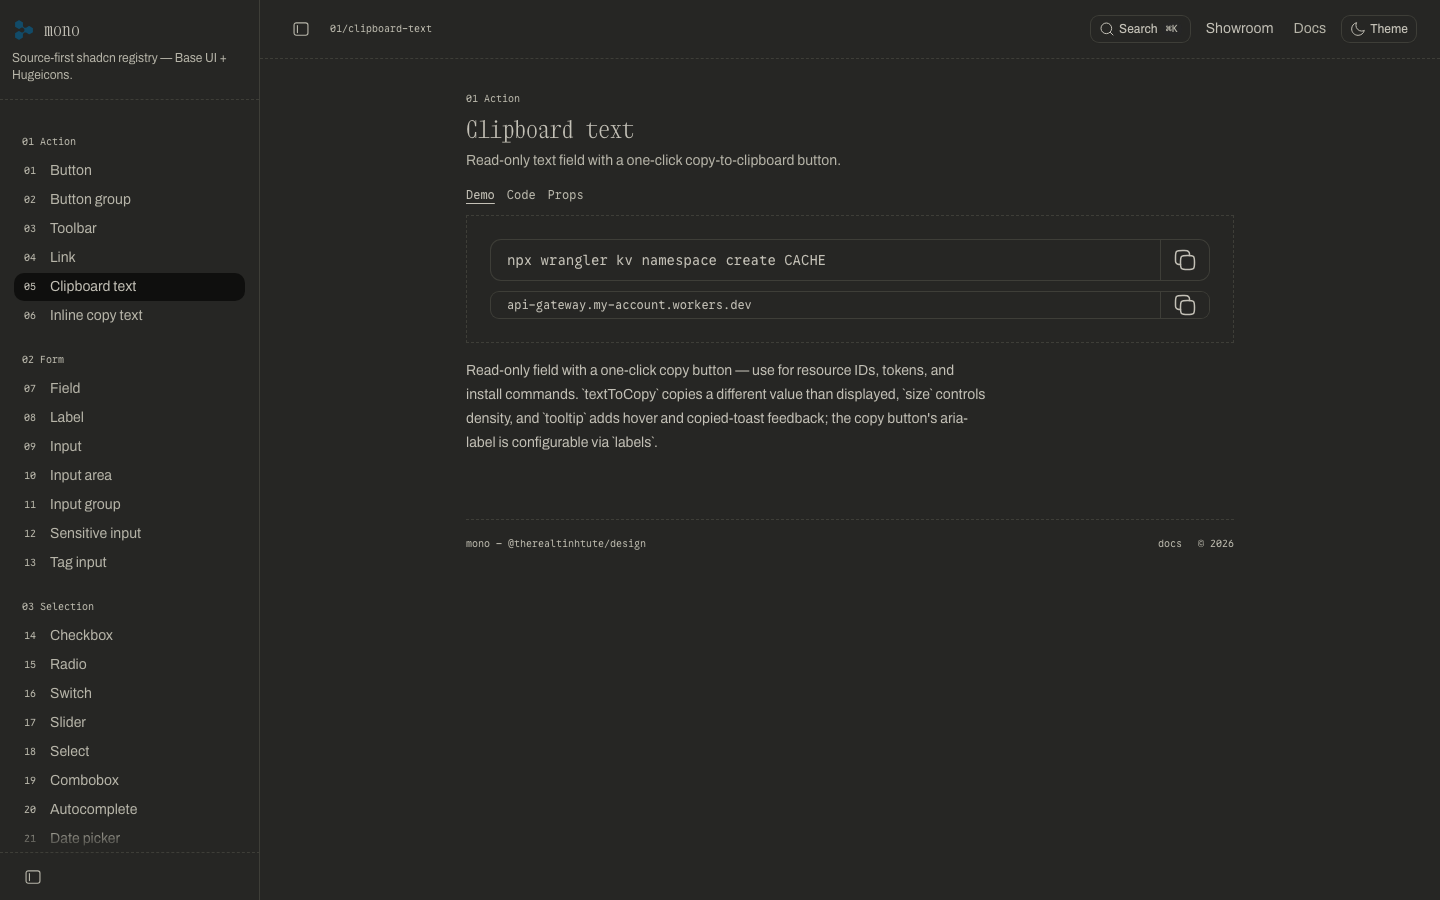 mono
Source-first shadcn registry — Base UI +
Hugeicons.
01 Action
01 Button
02 Button group
03 Toolbar
04 Link
05 Clipboard text
06 Inline copy text
02 Form
07 Field
08 Label
09 Input
10 Input area
11 Input group
12 Sensitive input
13 Tag input
03 Selection
14 Checkbox
15 Radio
16 Switch
17 Slider
18 Select
19 Combobox
20 Autocomplete
21 Date picker
01/clipboard-text
Search ⌘K
Showroom
Docs
Theme
01 Action
Clipboard text
Read-only text field with a one-click copy-to-clipboard button.
Demo Code Props
npx wrangler kv namespace create CACHE
api-gateway.my-account.workers.dev
Read-only field with a one-click copy button — use for resource IDs, tokens, and
install commands. `textToCopy` copies a different value than displayed, `size` controls
density, and `tooltip` adds hover and copied-toast feedback; the copy button's aria-
label is configurable via `labels`.
mono — @therealtinhtute/design
docs © 2026